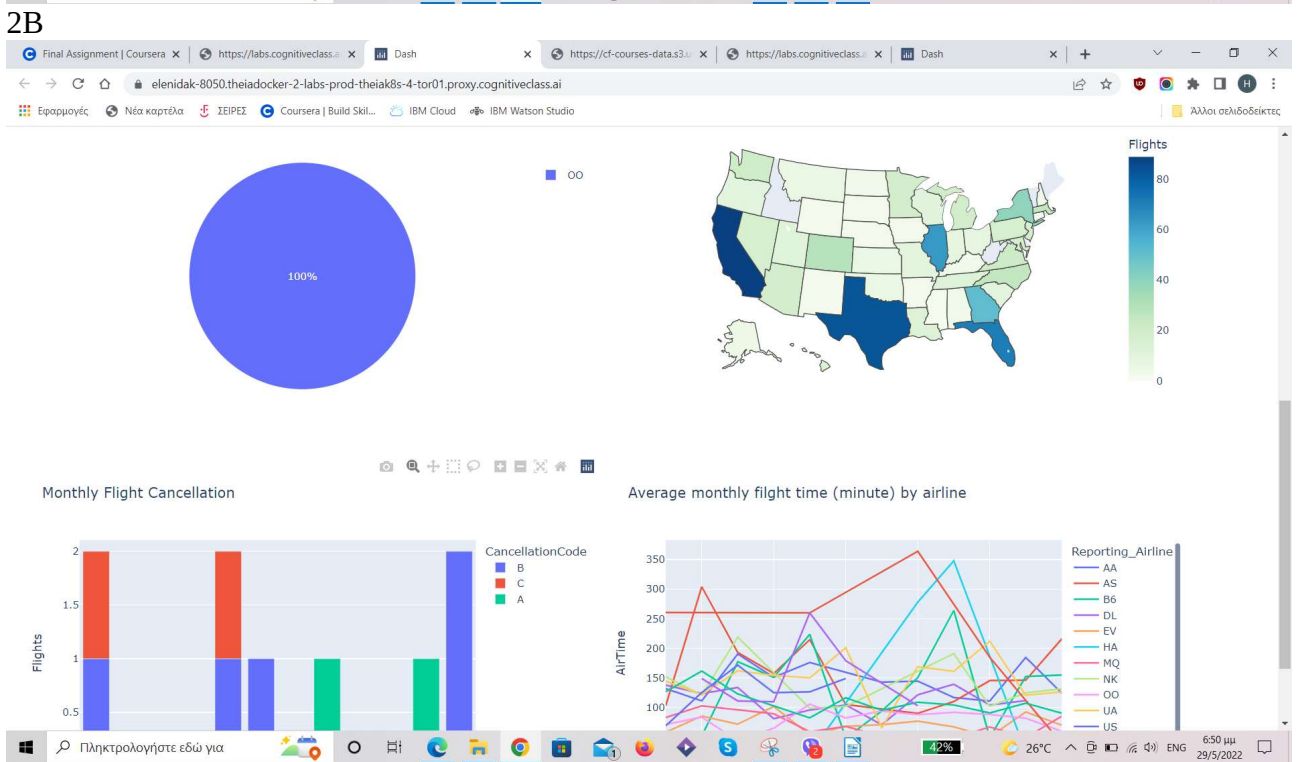 2B
Final Assignment | Coursera
https://labs.cognitiveclass.a
Dash
https://cf-courses-data.s3.u
https://labs.cognitiveclass.a
Dash
elenidak-8050.theiadocker-2-labs-prod-theiak8s-4-tor01.proxy.cognitiveclass.ai
H
Εφαρμογές
Νέα καρτέλα
ΣΕΙΡΕΣ
Coursera | Build Skil...
IBM Cloud
IBM Watson Studio
Άλλοι σελιδοδείκτες
100%
OO
Flights
80
60
40
20
0
Monthly Flight Cancellation
2
1.5
1
0.5
Flights
CancellationCode
B
C
A
Average monthly filght time (minute) by airline
350
300
250
200
150
100
AirTime
Reporting_Airline
AA
AS
B6
DL
EV
HA
MQ
NK
OO
UA
US
Πληκτρολογήστε εδώ για
42%
26°C
ENG
6:50 μμ
29/5/2022